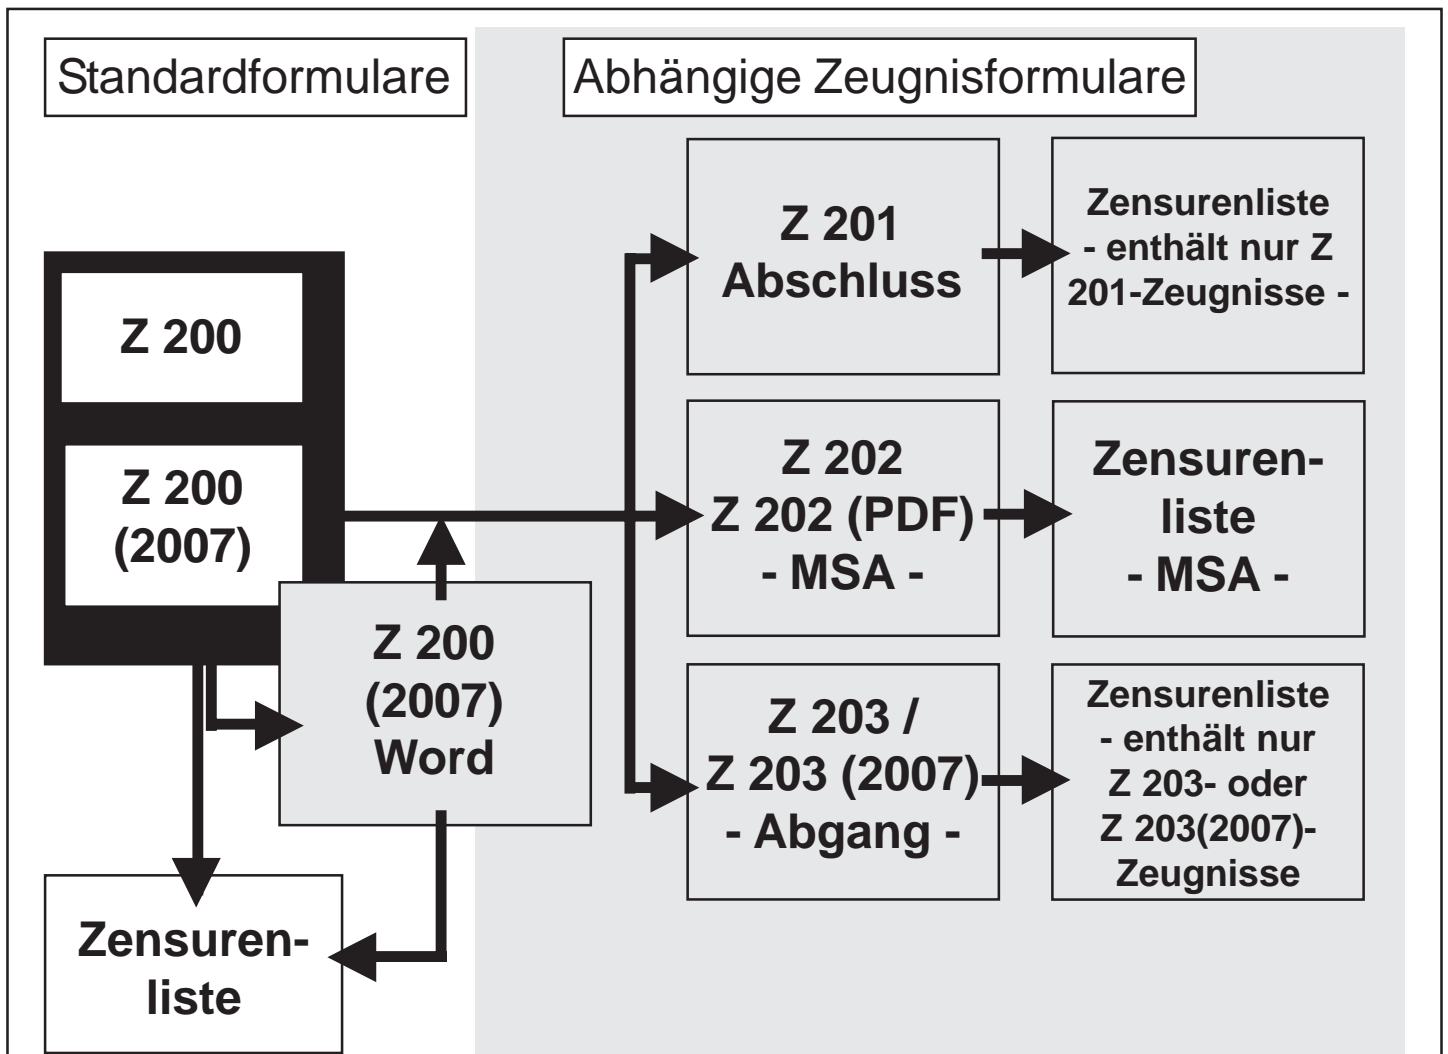 Standardformulare
Abhängige Zeugnisformulare
Z 200
Z 200
(2007)
Z 200
(2007)
Word
Zensuren-
liste
Z 201
Abschluss
Zensurenliste
- enthält nur Z
201-Zeugnisse -
Z 202
Z 202 (PDF)
- MSA -
Zensuren-
liste
- MSA -
Z 203 /
Z 203 (2007)
- Abgang -
Zensurenliste
- enthält nur
Z 203- oder
Z 203(2007)-
Zeugnisse